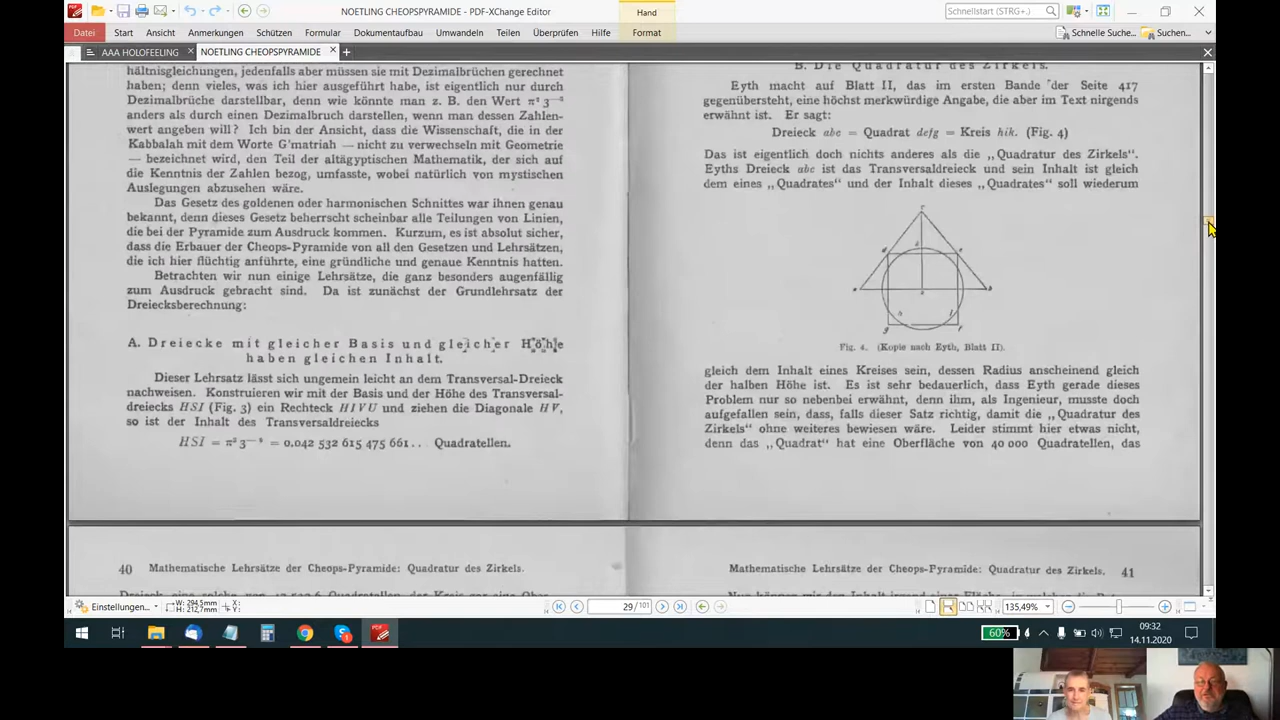 NOETLING CHEOPSPYRAMIDE - PDF-XChange Editor
Hand
Schnellstart (STRG+.)
Datei Start Ansicht Anmerkungen Schützen Formular Dokumentaufbau Umwandeln Teilen Überprüfen Hilfe Format Schnelle Suche... Suchen...
AAA HOLOFEELING NOETLING CHEOPSPYRAMIDE
hältnisgleichungen, jedenfalls aber müssen sie mit Dezimalbrüchen gerechnet
haben; denn vieles, was ich hier ausgeführt habe, ist eigentlich nur durch
Dezimalbrüche darstellbar, denn wie könnte man z. B. den Wert
anders als durch einen Dezimalbruch darstellen, wenn man dessen Zahlen-
wert angeben will? Ich bin der Ansicht, dass die Wissenschaft, die in der
Kabbalah mit dem Worte G'matriah — nicht zu verwechseln mit Geometrie
— bezeichnet wird, den Teil der altägyptischen Mathematik, der sich auf
die Kenntnis der Zahlen bezog, umfasste, wobei natürlich von mystischen
Auslegungen abzusehen wäre.
Das Gesetz des goldenen oder harmonischen Schnittes war ihnen genau
bekannt, denn dieses Gesetz beherrscht scheinbar alle Teilungen von Linien,
die bei der Pyramide zum Ausdruck kommen. Kurzum, es ist absolut sicher,
dass die Erbauer der Cheops-Pyramide von all den Gesetzen und Lehrsätzen,
die ich hier flüchtig anführte, eine gründliche und genaue Kenntnis hatten.
Betrachten wir nun einige Lehrsätze, die ganz besonders augenfällig
zum Ausdruck gebracht sind. Da ist zunächst der Grundlehrsatz der
Dreiecksberechnung:
A. Dreiecke mit gleicher Basis und gleicher Höhe
haben gleichen Inhalt.
Dieser Lehrsatz lässt sich ungemein leicht an dem Transversal-Dreieck
nachweisen. Konstruieren wir mit der Basis und der Höhe des Transversal-
dreiecks HSI (Fig. 3) ein Rechteck HIVU und ziehen die Diagonale HV,
so ist der Inhalt des Transversaldreiecks
HSI = = 0.042 532 615 475 661 . . Quadratellen.
B. Die Quadratur des Zirkels.
Eyth macht auf Blatt II, das im ersten Bande der Seite 417
gegenübersteht, eine höchst merkwürdige Angabe, die aber im Text nirgends
erwähnt ist. Er sagt:
Dreieck abc = Quadrat defg = Kreis hik. (Fig. 4)
Das ist eigentlich doch nichts anderes als die „Quadratur des Zirkels".
Eyths Dreieck abc ist das Transversaldreieck und sein Inhalt ist gleich
dem eines „Quadrates" und der Inhalt dieses „Quadrates" soll wiederum
Fig. 4. (Kopie nach Eyth, Blatt II).
gleich dem Inhalt eines Kreises sein, dessen Radius anscheinend gleich
der halben Höhe ist. Es ist sehr bedauerlich, dass Eyth gerade dieses
Problem nur so nebenbei erwähnt, denn ihm, als Ingenieur, musste doch
aufgefallen sein, dass, falls dieser Satz richtig, damit die „Quadratur des
Zirkels" ohne weiteres bewiesen wäre. Leider stimmt hier etwas nicht,
denn das „Quadrat" hat eine Oberfläche von 40 000 Quadratellen, das
40 Mathematische Lehrsätze der Cheops-Pyramide: Quadratur des Zirkels.
Mathematische Lehrsätze der Cheops-Pyramide: Quadratur des Zirkels. 41
Einstellungen... W: 294,5mm X:
H: 212,7mm Y:
29 / 101
135,49%
60%
09:32
14.11.2020